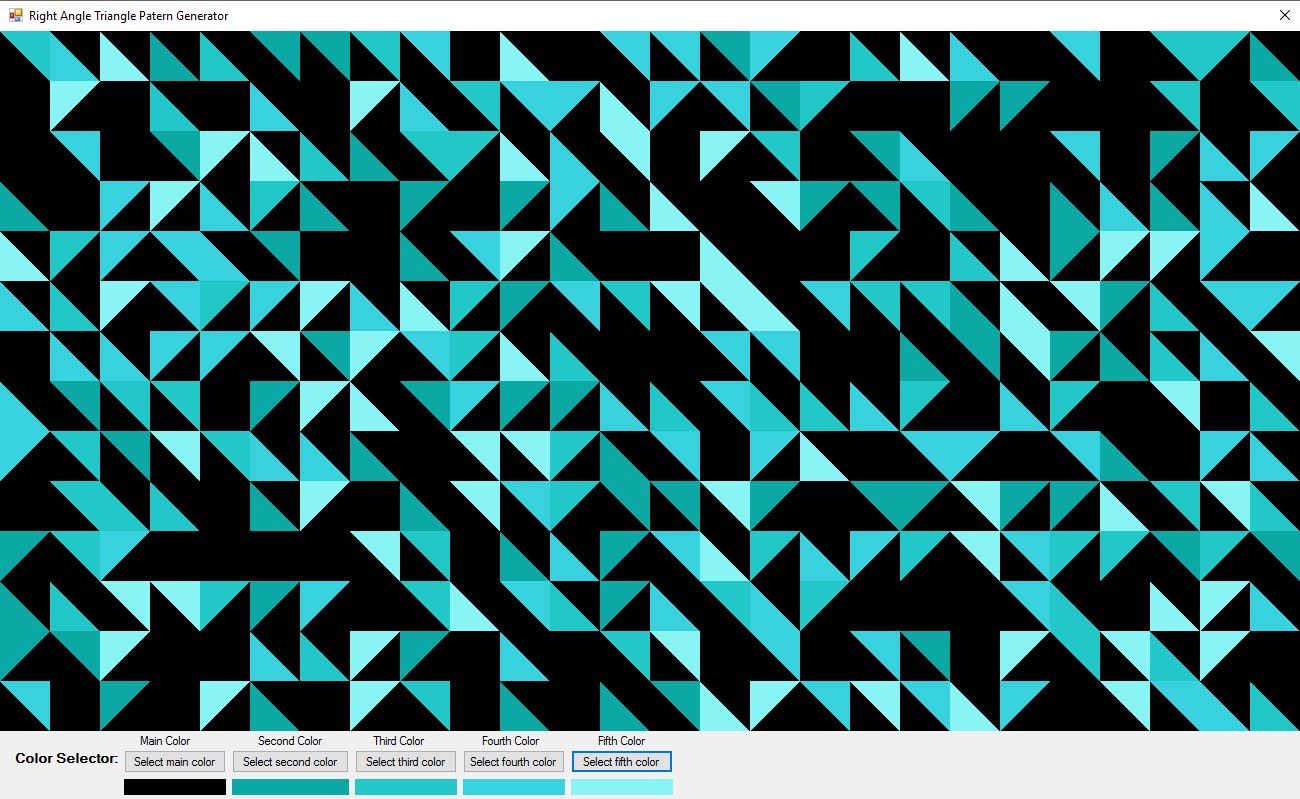 Right Angle Triangle Patern Generator
Main Color Second Color Third Color Fourth Color Fifth Color
Color Selector: Select main color Select second color Select third color Select fourth color Select fifth color